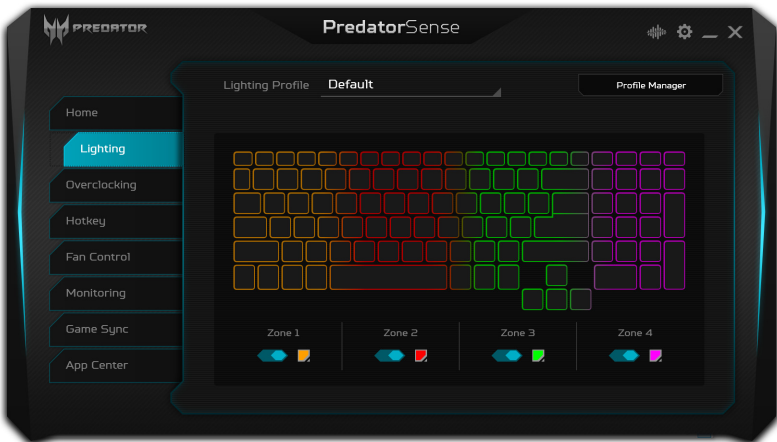 PREDATOR
PredatorSense
Lighting Profile Default
Profile Manager
Home
Lighting
Overclocking
Hotkey
Fan Control
Monitoring
Game Sync
App Center
Zone 1 Zone 2 Zone 3 Zone 4